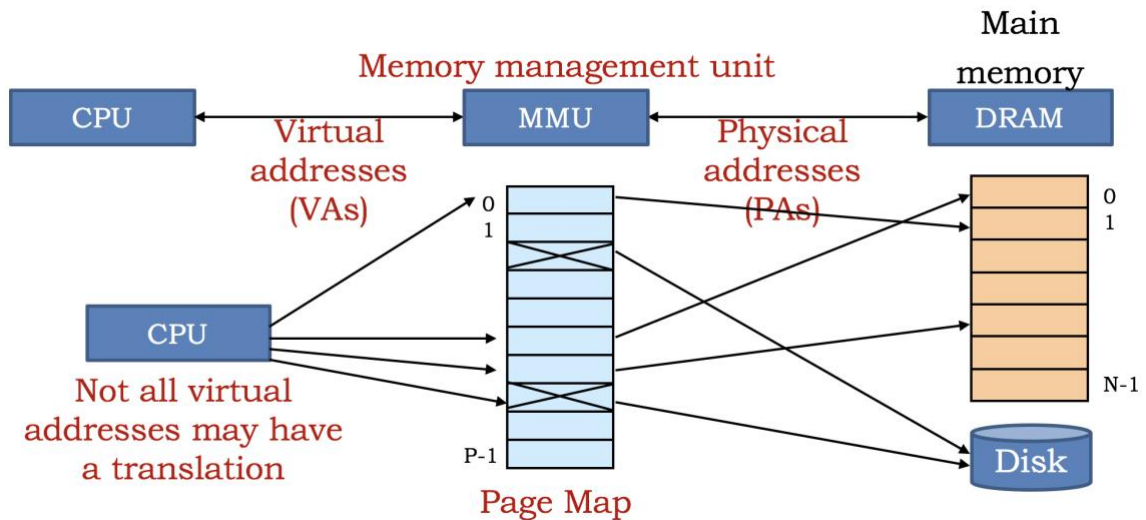 Main
memory
Memory management unit
CPU
MMU
DRAM
Virtual
addresses
(VAs)
Physical
addresses
(PAs)
0
1
0
1
CPU
Not all virtual
addresses may have
a translation
N-1
P-1
Disk
Page Map